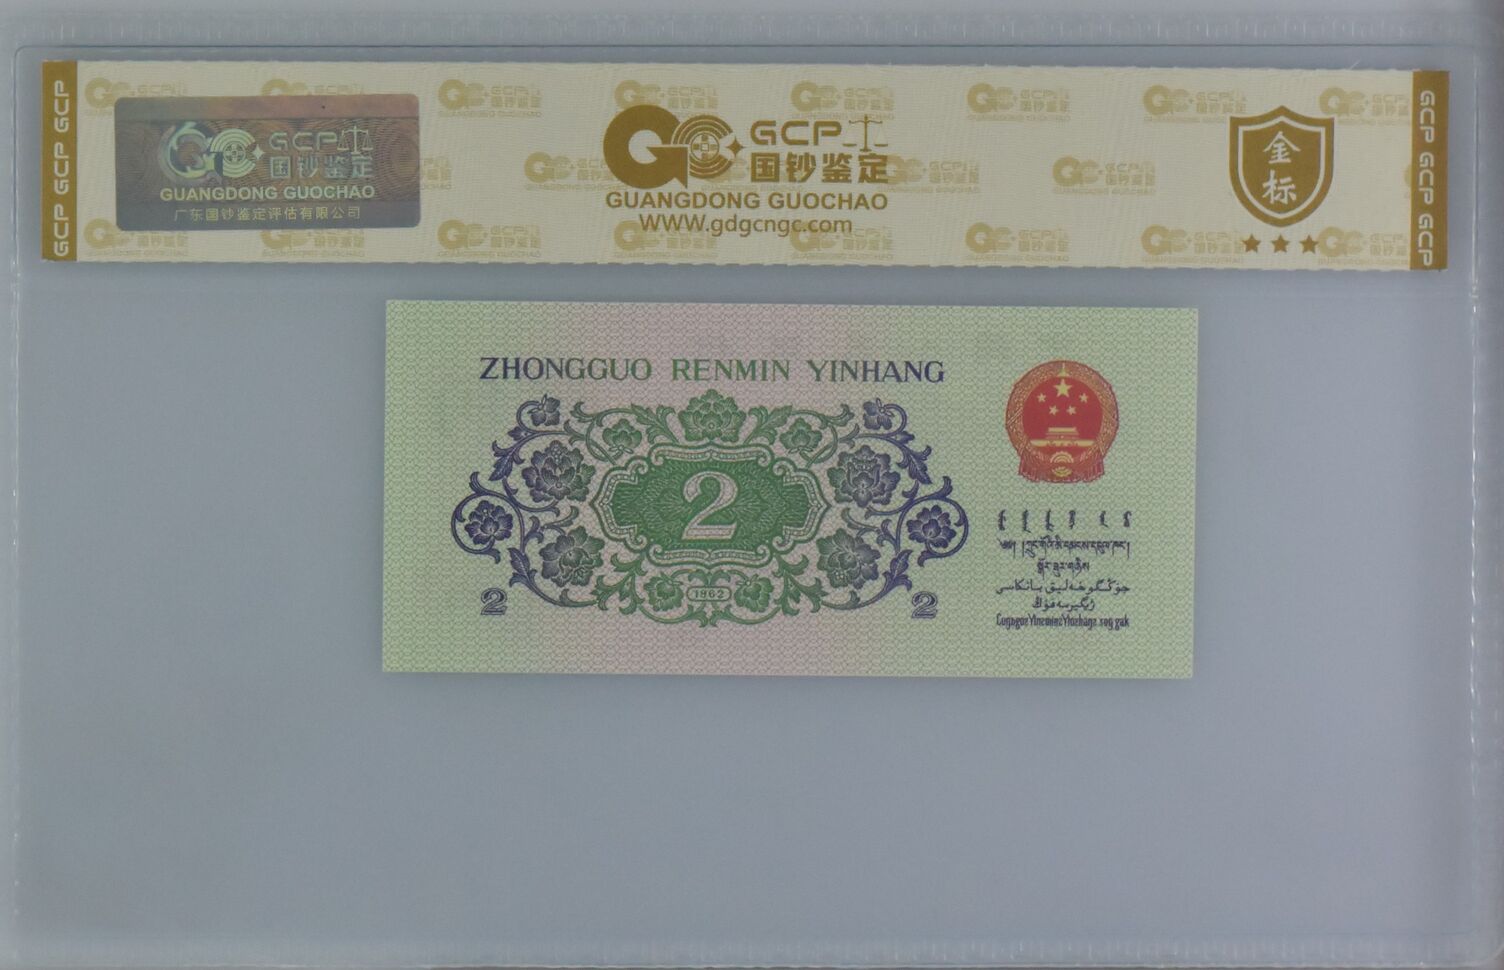 GCP GCP GCP
GCP
国钞鉴定
GUANGDONG GUOCHAO
广东国钞鉴定评估有限公司
GCP
国钞鉴定
GUANGDONG GUOCHAO
WWW.gdgcngc.com
金标
GCP GCP GCP
ZHONGGUO RENMIN YINHANG
2
1962
2
2